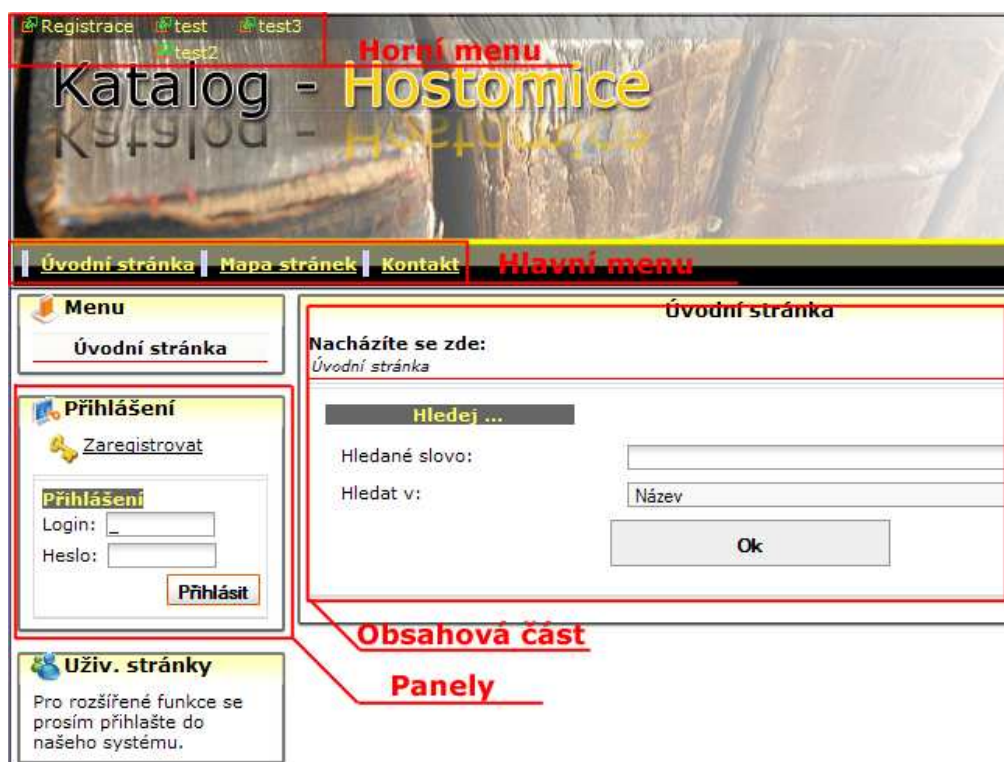 Registrace test test3
test2
Horní menu
Katalog - Hostomice
Úvodní stránka Mapa stránek Kontakt
Hlavní menu
Menu
Úvodní stránka
Přihlášení
Zaregistrovat
Přihlášení
Login: _
Heslo:
Přihlásit
Uživ. stránky
Pro rozšířené funkce se
prosím přihlašte do
našeho systému.
Úvodní stránka
Nacházíte se zde:
Úvodní stránka
Hledej ...
Hledané slovo:
Hledat v: Název
Ok
Obsahová část
Panely